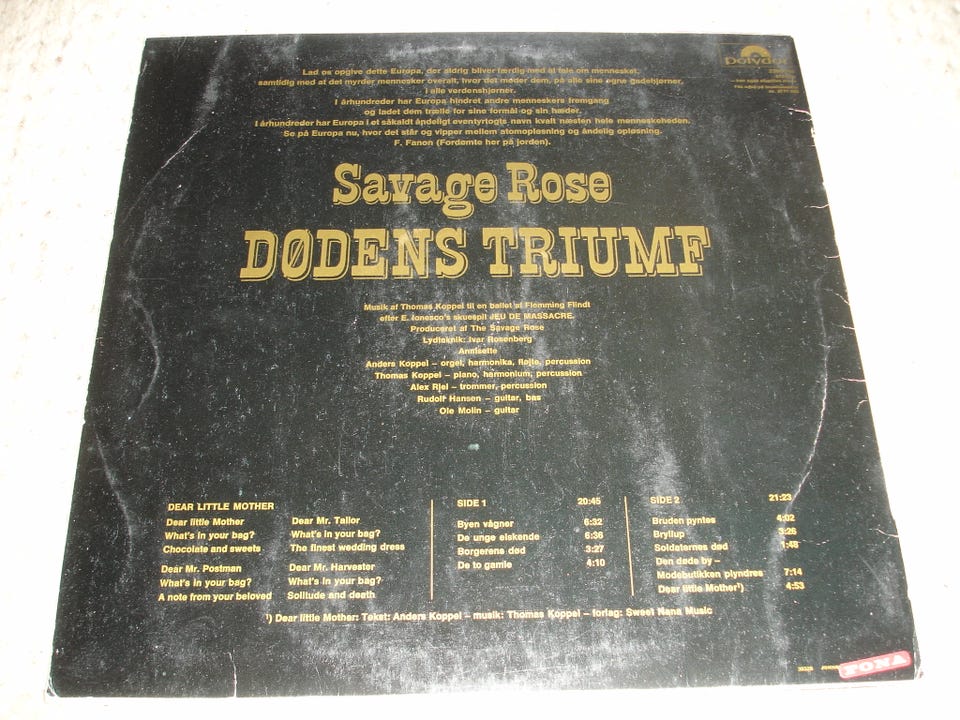 Lad os opgive dette Europa, der aldrig bliver færdig med at tale om mennesket,
samtidig med at det myrder mennesker overalt, hvor det møder dem, på alle sine egne gadehjørner,
i alle verdenshjørner.
I århundreder har Europa hindret andre menneskers fremgang
og ladet dem trælle for sine formål og sin hæder,
I århundreder har Europa i et såkaldt åndeligt eventyrtogts navn kvalt næsten hele menneskeheden.
Se på Europa nu, hvor det står og vipper mellem atomopløsning og åndelig opløsning.
F. Fanon (Fordømte her på jorden).
polydor
Savage Rose
DØDENS TRIUMF
Musik af Thomas Koppel til en ballet af Flemming Flindt
efter E. Ionesco's skuespil JEU DE MASSACRE.
Produceret af The Savage Rose
Lydteknik: Ivar Rosenberg
Annisette
Anders Koppel – orgel, harmonika, fløjte, percussion
Thomas Koppel – piano, harmonium, percussion
Alex Riel – trommer, percussion
Rudolf Hansen – guitar, bas
Ole Molin – guitar
DEAR LITTLE MOTHER
Dear little Mother
What's in your bag?
Chocolate and sweets
Dear Mr. Postman
What's in your bag?
A note from your beloved
Dear Mr. Tailor
What's in your bag?
The finest wedding dress
Dear Mr. Harvester
What's in your bag?
Solitude and death
SIDE 1 20:45
Byen vågner 6:32
De unge elskende 6:36
Borgerens død 3:27
De to gamle 4:10
SIDE 2 21:23
Bruden pyntes 4:02
Bryllup 3:26
Soldaternes død 1:48
Den døde by –
Modebutikken plyndres 7:14
Dear little Mother¹) 4:53
¹) Dear little Mother: Tekst: Anders Koppel – musik: Thomas Koppel – forlag: Sweet Nana Music
TONA